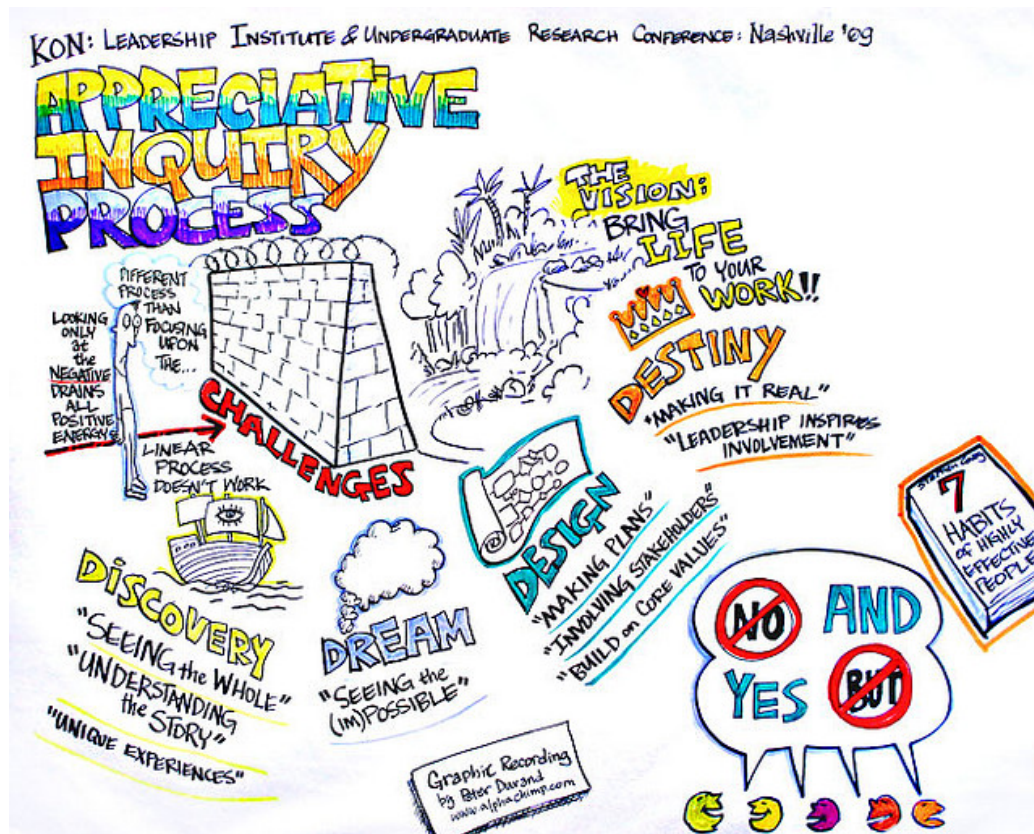 KON: LEADERSHIP INSTITUTE & UNDERGRADUATE RESEARCH CONFERENCE: Nashville '09
APPRECIATIVE
INQUIRY
PROCESS
THE
VISION:
BRING
LIFE
TO YOUR
WORK!!
DIFFERENT
PROCESS
THAN
FOCUSING
UPON
THE...
LOOKING
ONLY
at
the
NEGATIVE
DRAINS
ALL
POSITIVE
ENERGY
CHALLENGES
LINEAR
PROCESS
DOESN'T WORK
DESTINY
"MAKING IT REAL"
"LEADERSHIP INSPIRES
INVOLVEMENT"
DISCOVERY
"SEEING the WHOLE"
"UNDERSTANDING
the STORY"
"UNIQUE EXPERIENCES"
DREAM
"SEEING the
(im)POSSIBLE"
DESIGN
"MAKING PLANS"
"INVOLVING STAKEHOLDERS"
"BUILD on CORE VALUES"
Stephen Covey
7
HABITS
of HIGHLY
EFFECTIVE
PEOPLE
NO AND
YES BUT
Graphic Recording
by Peter Durand
www.alphachimp.com